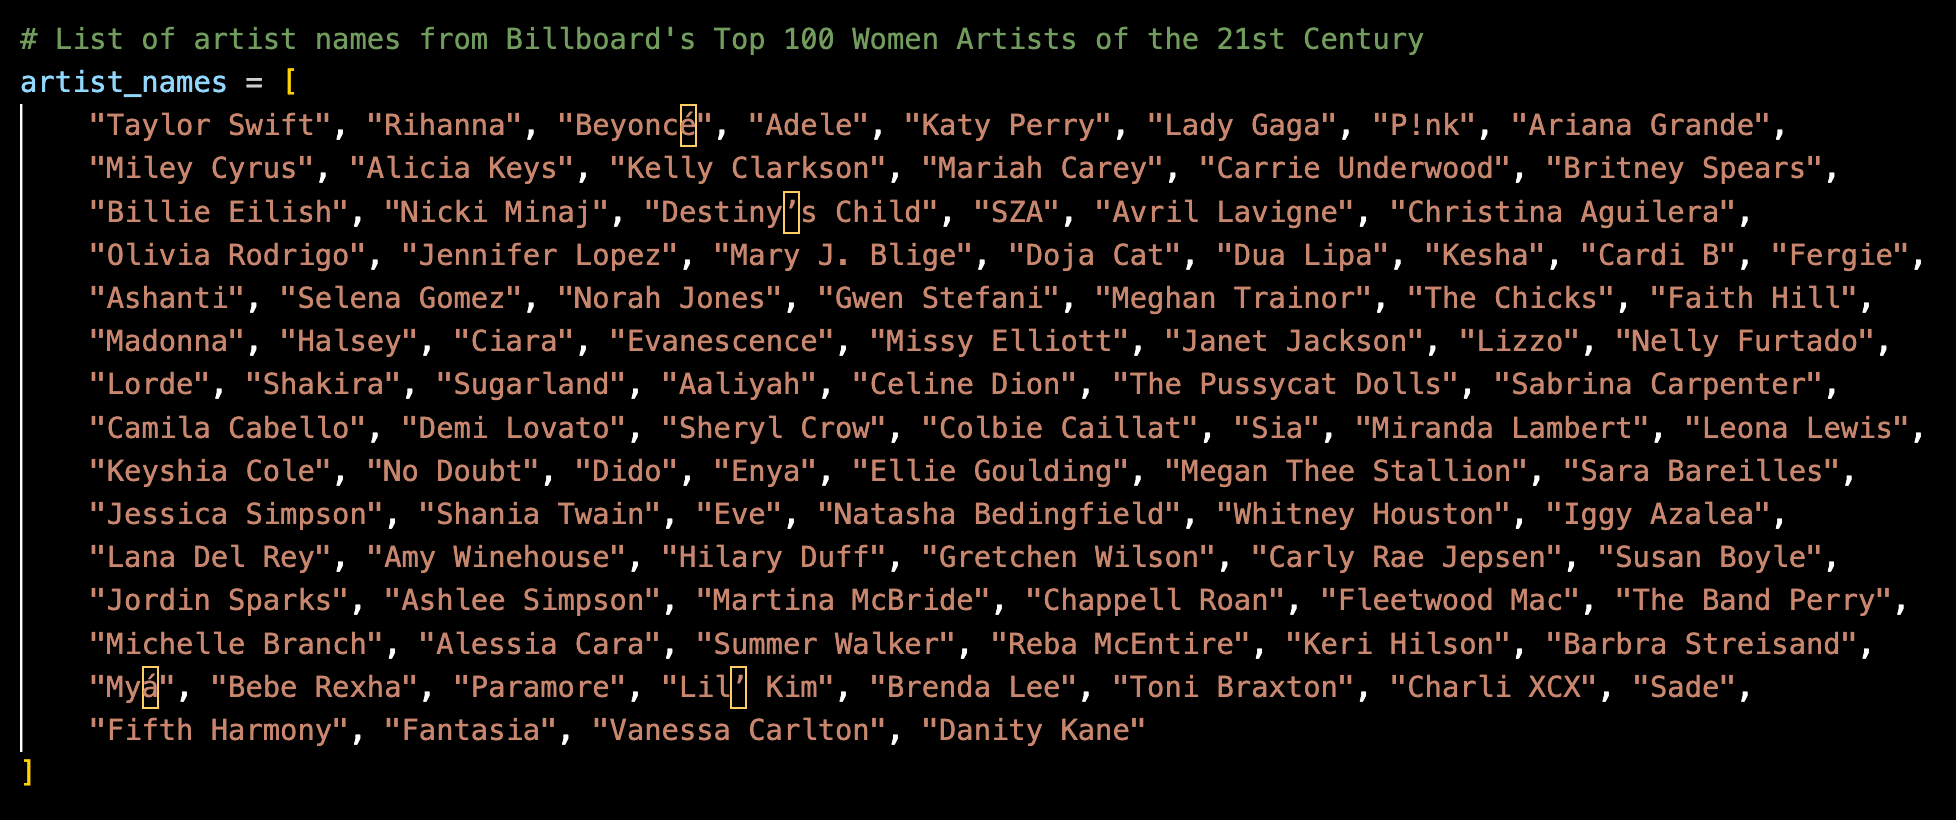 # List of artist names from Billboard's Top 100 Women Artists of the 21st Century
artist_names = [
"Taylor Swift", "Rihanna", "Beyoncé", "Adele", "Katy Perry", "Lady Gaga", "P!nk", "Ariana Grande",
"Miley Cyrus", "Alicia Keys", "Kelly Clarkson", "Mariah Carey", "Carrie Underwood", "Britney Spears",
"Billie Eilish", "Nicki Minaj", "Destiny’s Child", "SZA", "Avril Lavigne", "Christina Aguilera",
"Olivia Rodrigo", "Jennifer Lopez", "Mary J. Blige", "Doja Cat", "Dua Lipa", "Kesha", "Cardi B", "Fergie",
"Ashanti", "Selena Gomez", "Norah Jones", "Gwen Stefani", "Meghan Trainor", "The Chicks", "Faith Hill",
"Madonna", "Halsey", "Ciara", "Evanescence", "Missy Elliott", "Janet Jackson", "Lizzo", "Nelly Furtado",
"Lorde", "Shakira", "Sugarland", "Aaliyah", "Celine Dion", "The Pussycat Dolls", "Sabrina Carpenter",
"Camila Cabello", "Demi Lovato", "Sheryl Crow", "Colbie Caillat", "Sia", "Miranda Lambert", "Leona Lewis",
"Keyshia Cole", "No Doubt", "Dido", "Enya", "Ellie Goulding", "Megan Thee Stallion", "Sara Bareilles",
"Jessica Simpson", "Shania Twain", "Eve", "Natasha Bedingfield", "Whitney Houston", "Iggy Azalea",
"Lana Del Rey", "Amy Winehouse", "Hilary Duff", "Gretchen Wilson", "Carly Rae Jepsen", "Susan Boyle",
"Jordin Sparks", "Ashlee Simpson", "Martina McBride", "Chappell Roan", "Fleetwood Mac", "The Band Perry",
"Michelle Branch", "Alessia Cara", "Summer Walker", "Reba McEntire", "Keri Hilson", "Barbra Streisand",
"Myá", "Bebe Rexha", "Paramore", "Lil’ Kim", "Brenda Lee", "Toni Braxton", "Charli XCX", "Sade",
"Fifth Harmony", "Fantasia", "Vanessa Carlton", "Danity Kane"
]